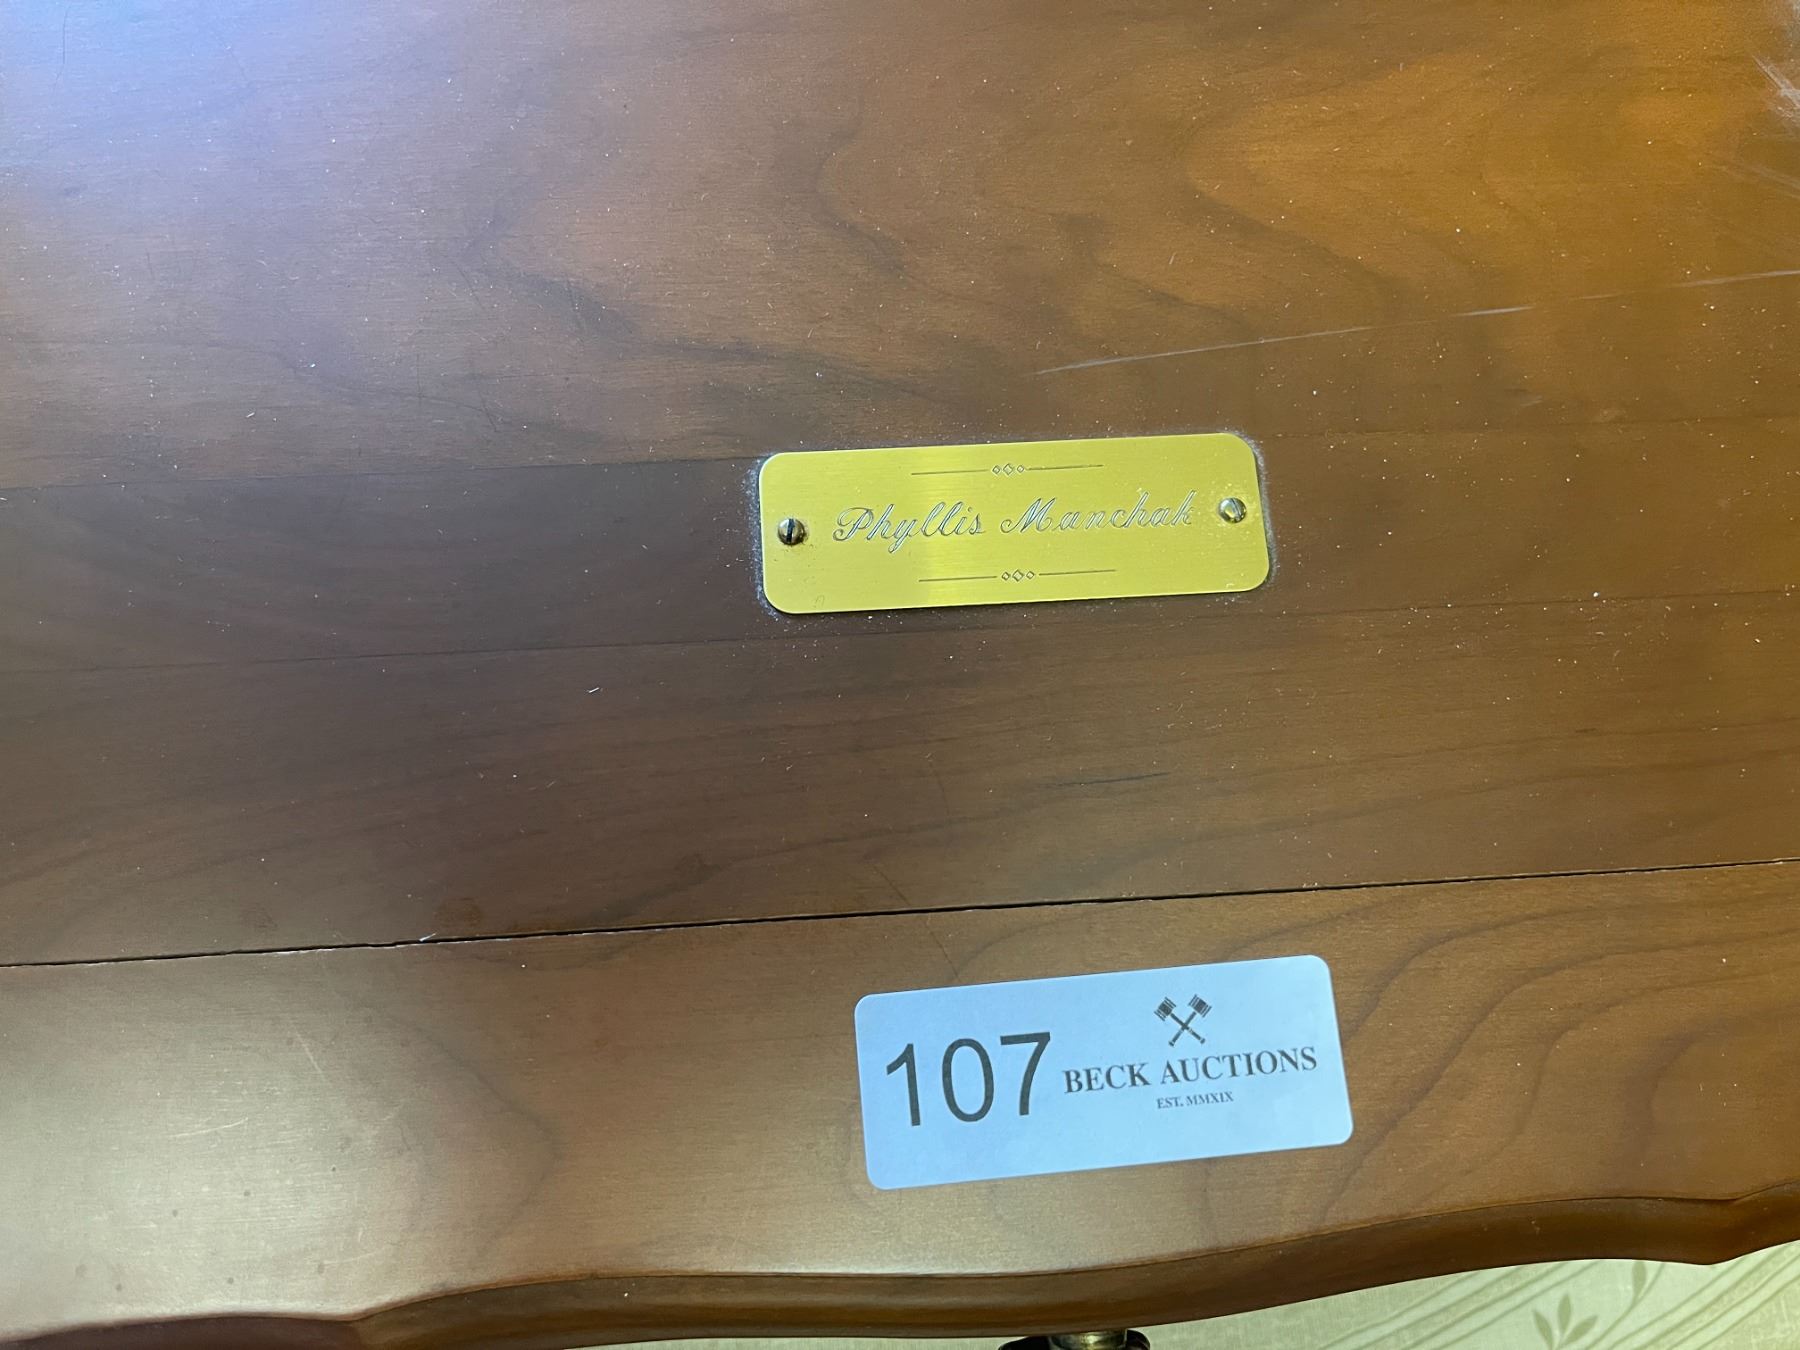 Phyllis Manchak
107
BECK AUCTIONS
EST. MMXIX